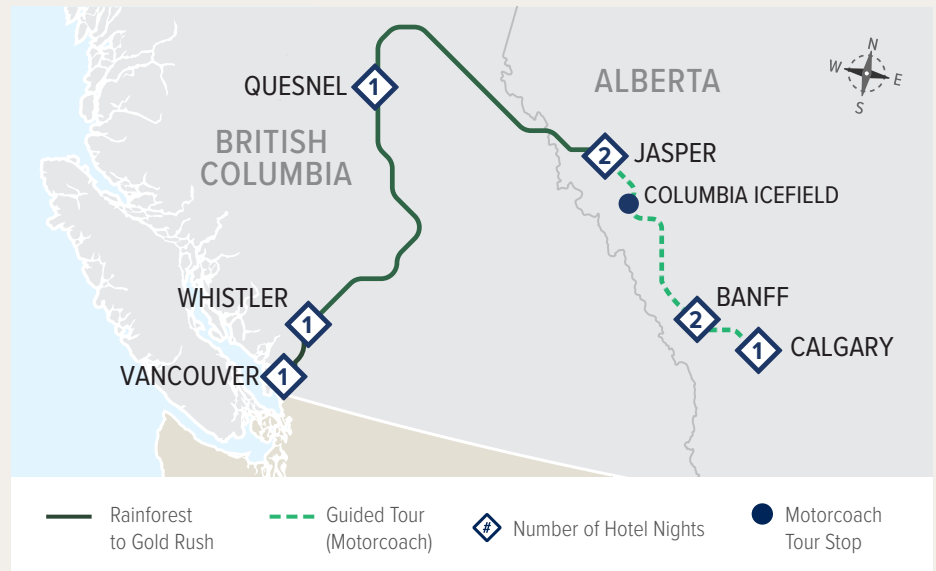 N
W E
S
QUESNEL
1
ALBERTA
BRITISH
COLUMBIA
2
JASPER
COLUMBIA ICEFIELD
WHISTLER
1
BANFF
2
VANCOUVER
1
1
CALGARY
Rainforest
to Gold Rush
Guided Tour
(Motorcoach)
#
Number of Hotel Nights
Motorcoach
Tour Stop